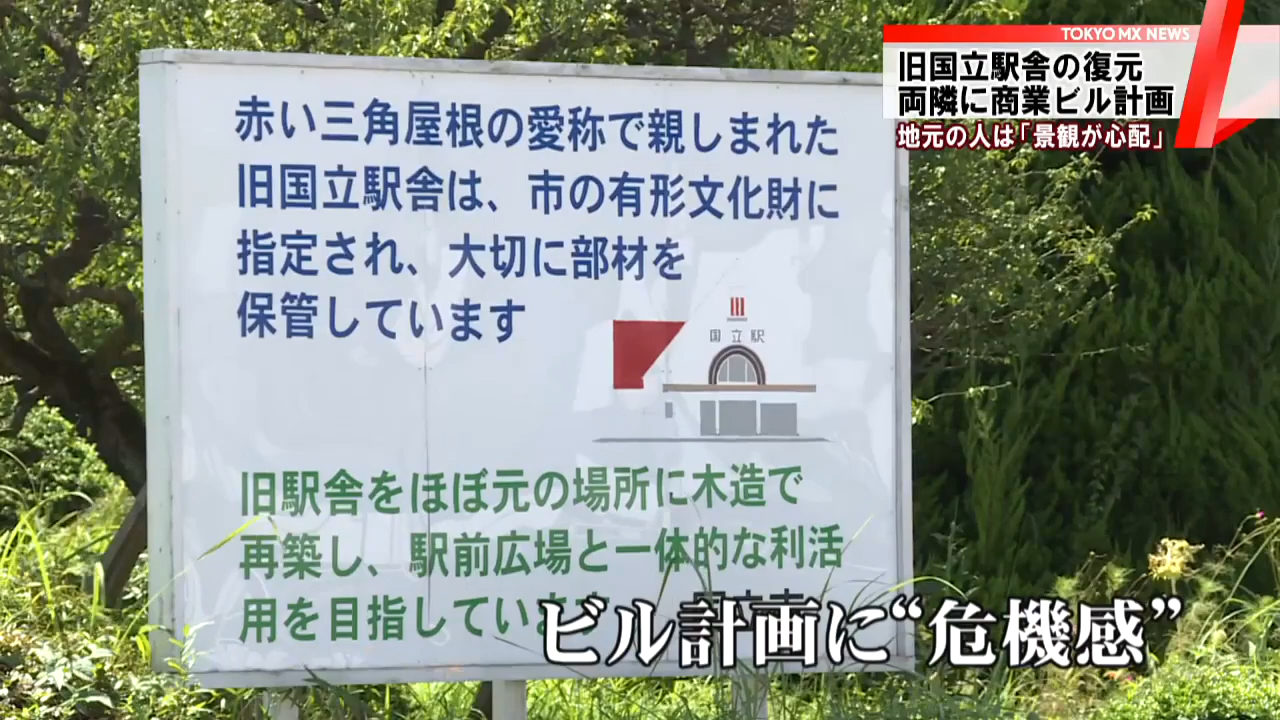 TOKYO MX NEWS
旧国立駅舎の復元
両隣に商業ビル計画
地元の人は「景観が心配」
赤い三角屋根の愛称で親しまれた
旧国立駅舎は、市の有形文化財に
指定され、大切に部材を
保管しています
国立駅
旧駅舎をほぼ元の場所に木造で
再築し、駅前広場と一体的な利活
用を目指しています
ビル計画に“危機感”